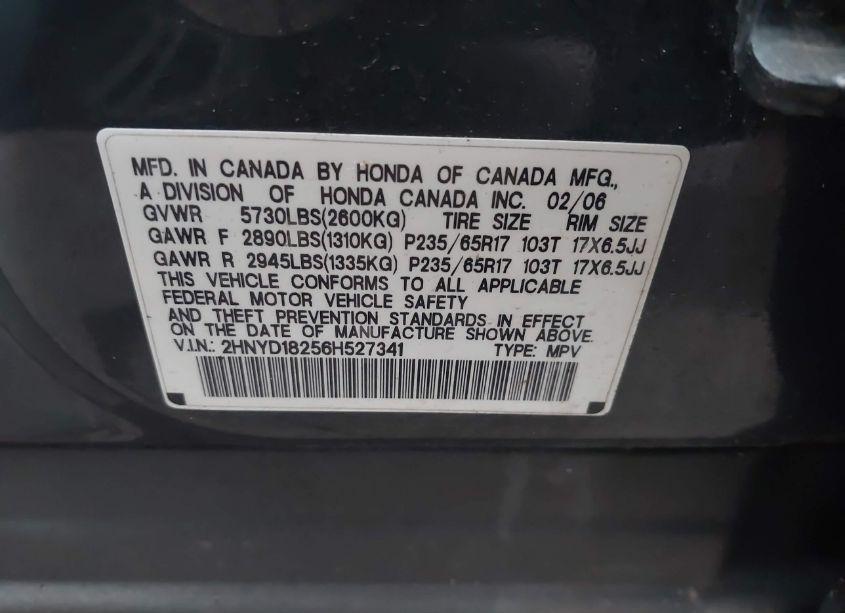 MFD. IN CANADA BY HONDA OF CANADA MFG.,
A DIVISION OF HONDA CANADA INC. 02/06
GVWR 5730LBS(2600KG) TIRE SIZE RIM SIZE
GAWR F 2890LBS(1310KG) P235/65R17 103T 17X6.5JJ
GAWR R 2945LBS(1335KG) P235/65R17 103T 17X6.5JJ
THIS VEHICLE CONFORMS TO ALL APPLICABLE
FEDERAL MOTOR VEHICLE SAFETY
AND THEFT PREVENTION STANDARDS IN EFFECT
ON THE DATE OF MANUFACTURE SHOWN ABOVE.
V.I.N.: 2HNYD18256H527341 TYPE: MPV